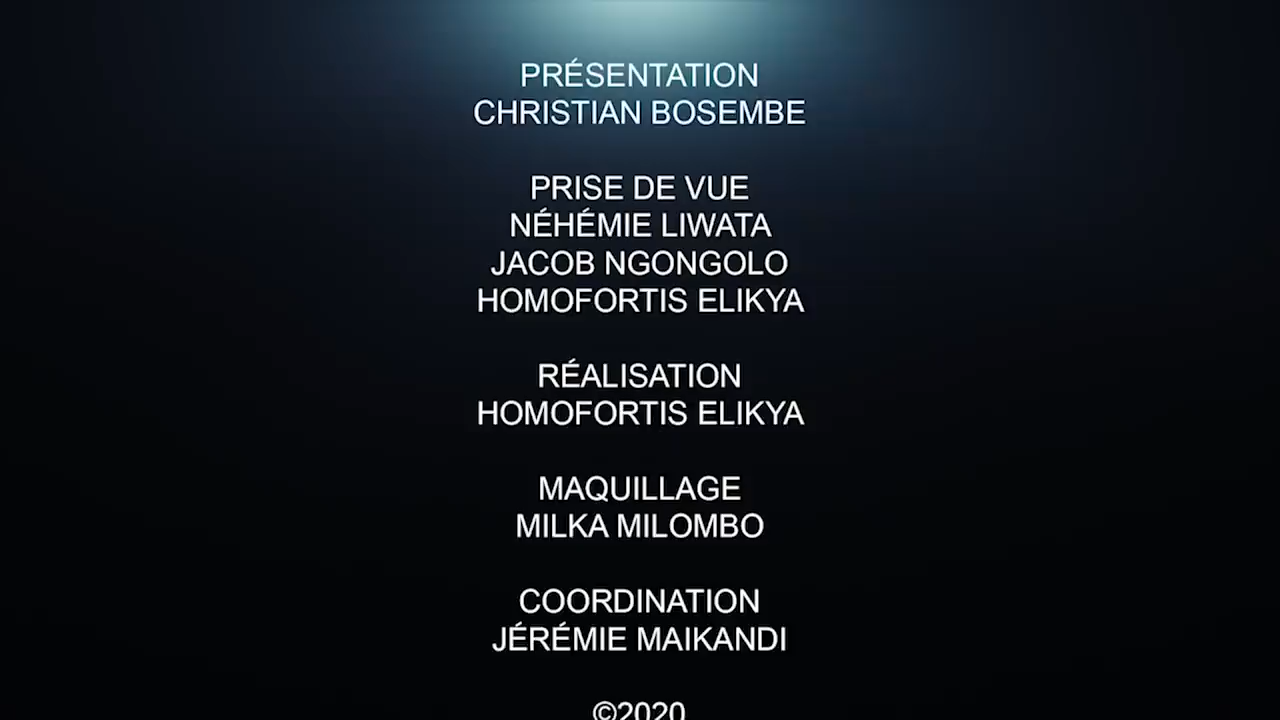 PRÉSENTATION
CHRISTIAN BOSEMBE
PRISE DE VUE
NÉHÉMIE LIWATA
JACOB NGONGOLO
HOMOFORTIS ELIKYA
RÉALISATION
HOMOFORTIS ELIKYA
MAQUILLAGE
MILKA MILOMBO
COORDINATION
JÉRÉMIE MAIKANDI
©2020